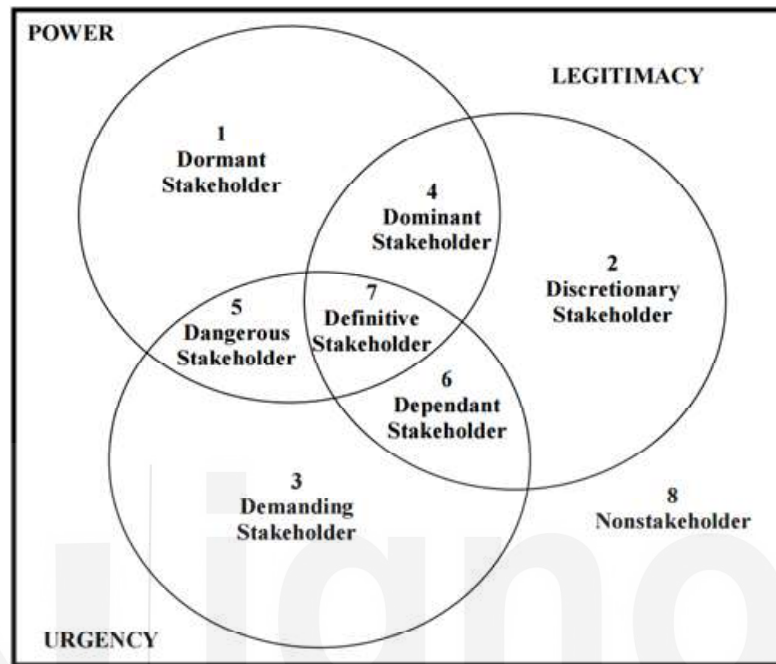 POWER
LEGITIMACY
1
Dormant
Stakeholder
4
Dominant
Stakeholder
2
Discretionary
Stakeholder
5
Dangerous
Stakeholder
7
Definitive
Stakeholder
6
Dependant
Stakeholder
3
Demanding
Stakeholder
8
Nonstakeholder
URGENCY
igno